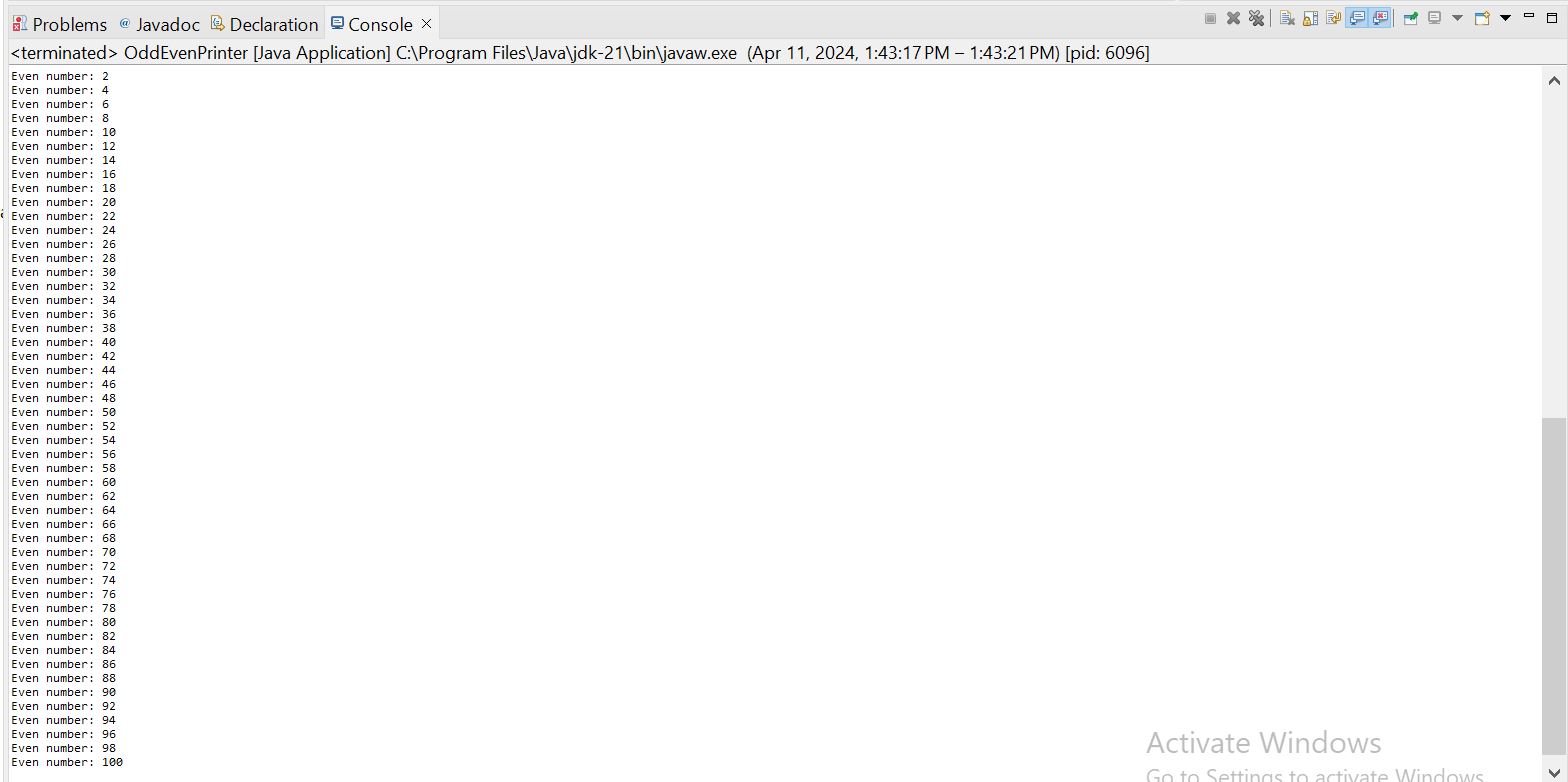 Problems @ Javadoc Declaration Console
<terminated> OddEvenPrinter [Java Application] C:\Program Files\Java\jdk-21\bin\javaw.exe (Apr 11, 2024, 1:43:17 PM – 1:43:21 PM) [pid: 6096]
Even number: 2
Even number: 4
Even number: 6
Even number: 8
Even number: 10
Even number: 12
Even number: 14
Even number: 16
Even number: 18
Even number: 20
Even number: 22
Even number: 24
Even number: 26
Even number: 28
Even number: 30
Even number: 32
Even number: 34
Even number: 36
Even number: 38
Even number: 40
Even number: 42
Even number: 44
Even number: 46
Even number: 48
Even number: 50
Even number: 52
Even number: 54
Even number: 56
Even number: 58
Even number: 60
Even number: 62
Even number: 64
Even number: 66
Even number: 68
Even number: 70
Even number: 72
Even number: 74
Even number: 76
Even number: 78
Even number: 80
Even number: 82
Even number: 84
Even number: 86
Even number: 88
Even number: 90
Even number: 92
Even number: 94
Even number: 96
Even number: 98
Even number: 100
Activate Windows
Go to Settings to activate Windows.